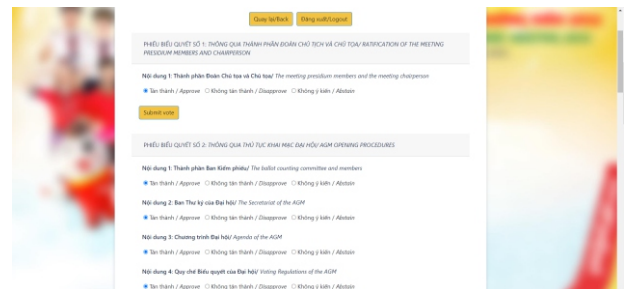 Quay lại/Back Đăng xuất/Logout
PHIẾU BIỂU QUYẾT SỐ 1: THÔNG QUA THÀNH PHẦN ĐOÀN CHỦ TỊCH VÀ CHỦ TỌA/ RATIFICATION OF THE MEETING
PRESIDIUM MEMBERS AND CHAIRPERSON
Nội dung 1: Thành phần Đoàn Chủ tọa và Chủ tọa/ The meeting presidium members and the meeting chairperson
Tán thành / Approve Không tán thành / Disapprove Không ý kiến / Abstain
Submit vote
PHIẾU BIỂU QUYẾT SỐ 2: THÔNG QUA THỦ TỤC KHAI MẠC ĐẠI HỘI/ AGM OPENING PROCEDURES
Nội dung 1: Thành phần Ban Kiểm phiếu/ The ballot counting committee and members
Tán thành / Approve Không tán thành / Disapprove Không ý kiến / Abstain
Nội dung 2: Ban Thư ký của Đại hội/ The Secretariat of the AGM
Tán thành / Approve Không tán thành / Disapprove Không ý kiến / Abstain
Nội dung 3: Chương trình Đại hội/ Agenda of the AGM
Tán thành / Approve Không tán thành / Disapprove Không ý kiến / Abstain
Nội dung 4: Quy chế Biểu quyết của Đại hội/ Voting Regulations of the AGM
Tán thành / Approve Không tán thành / Disapprove Không ý kiến / Abstain